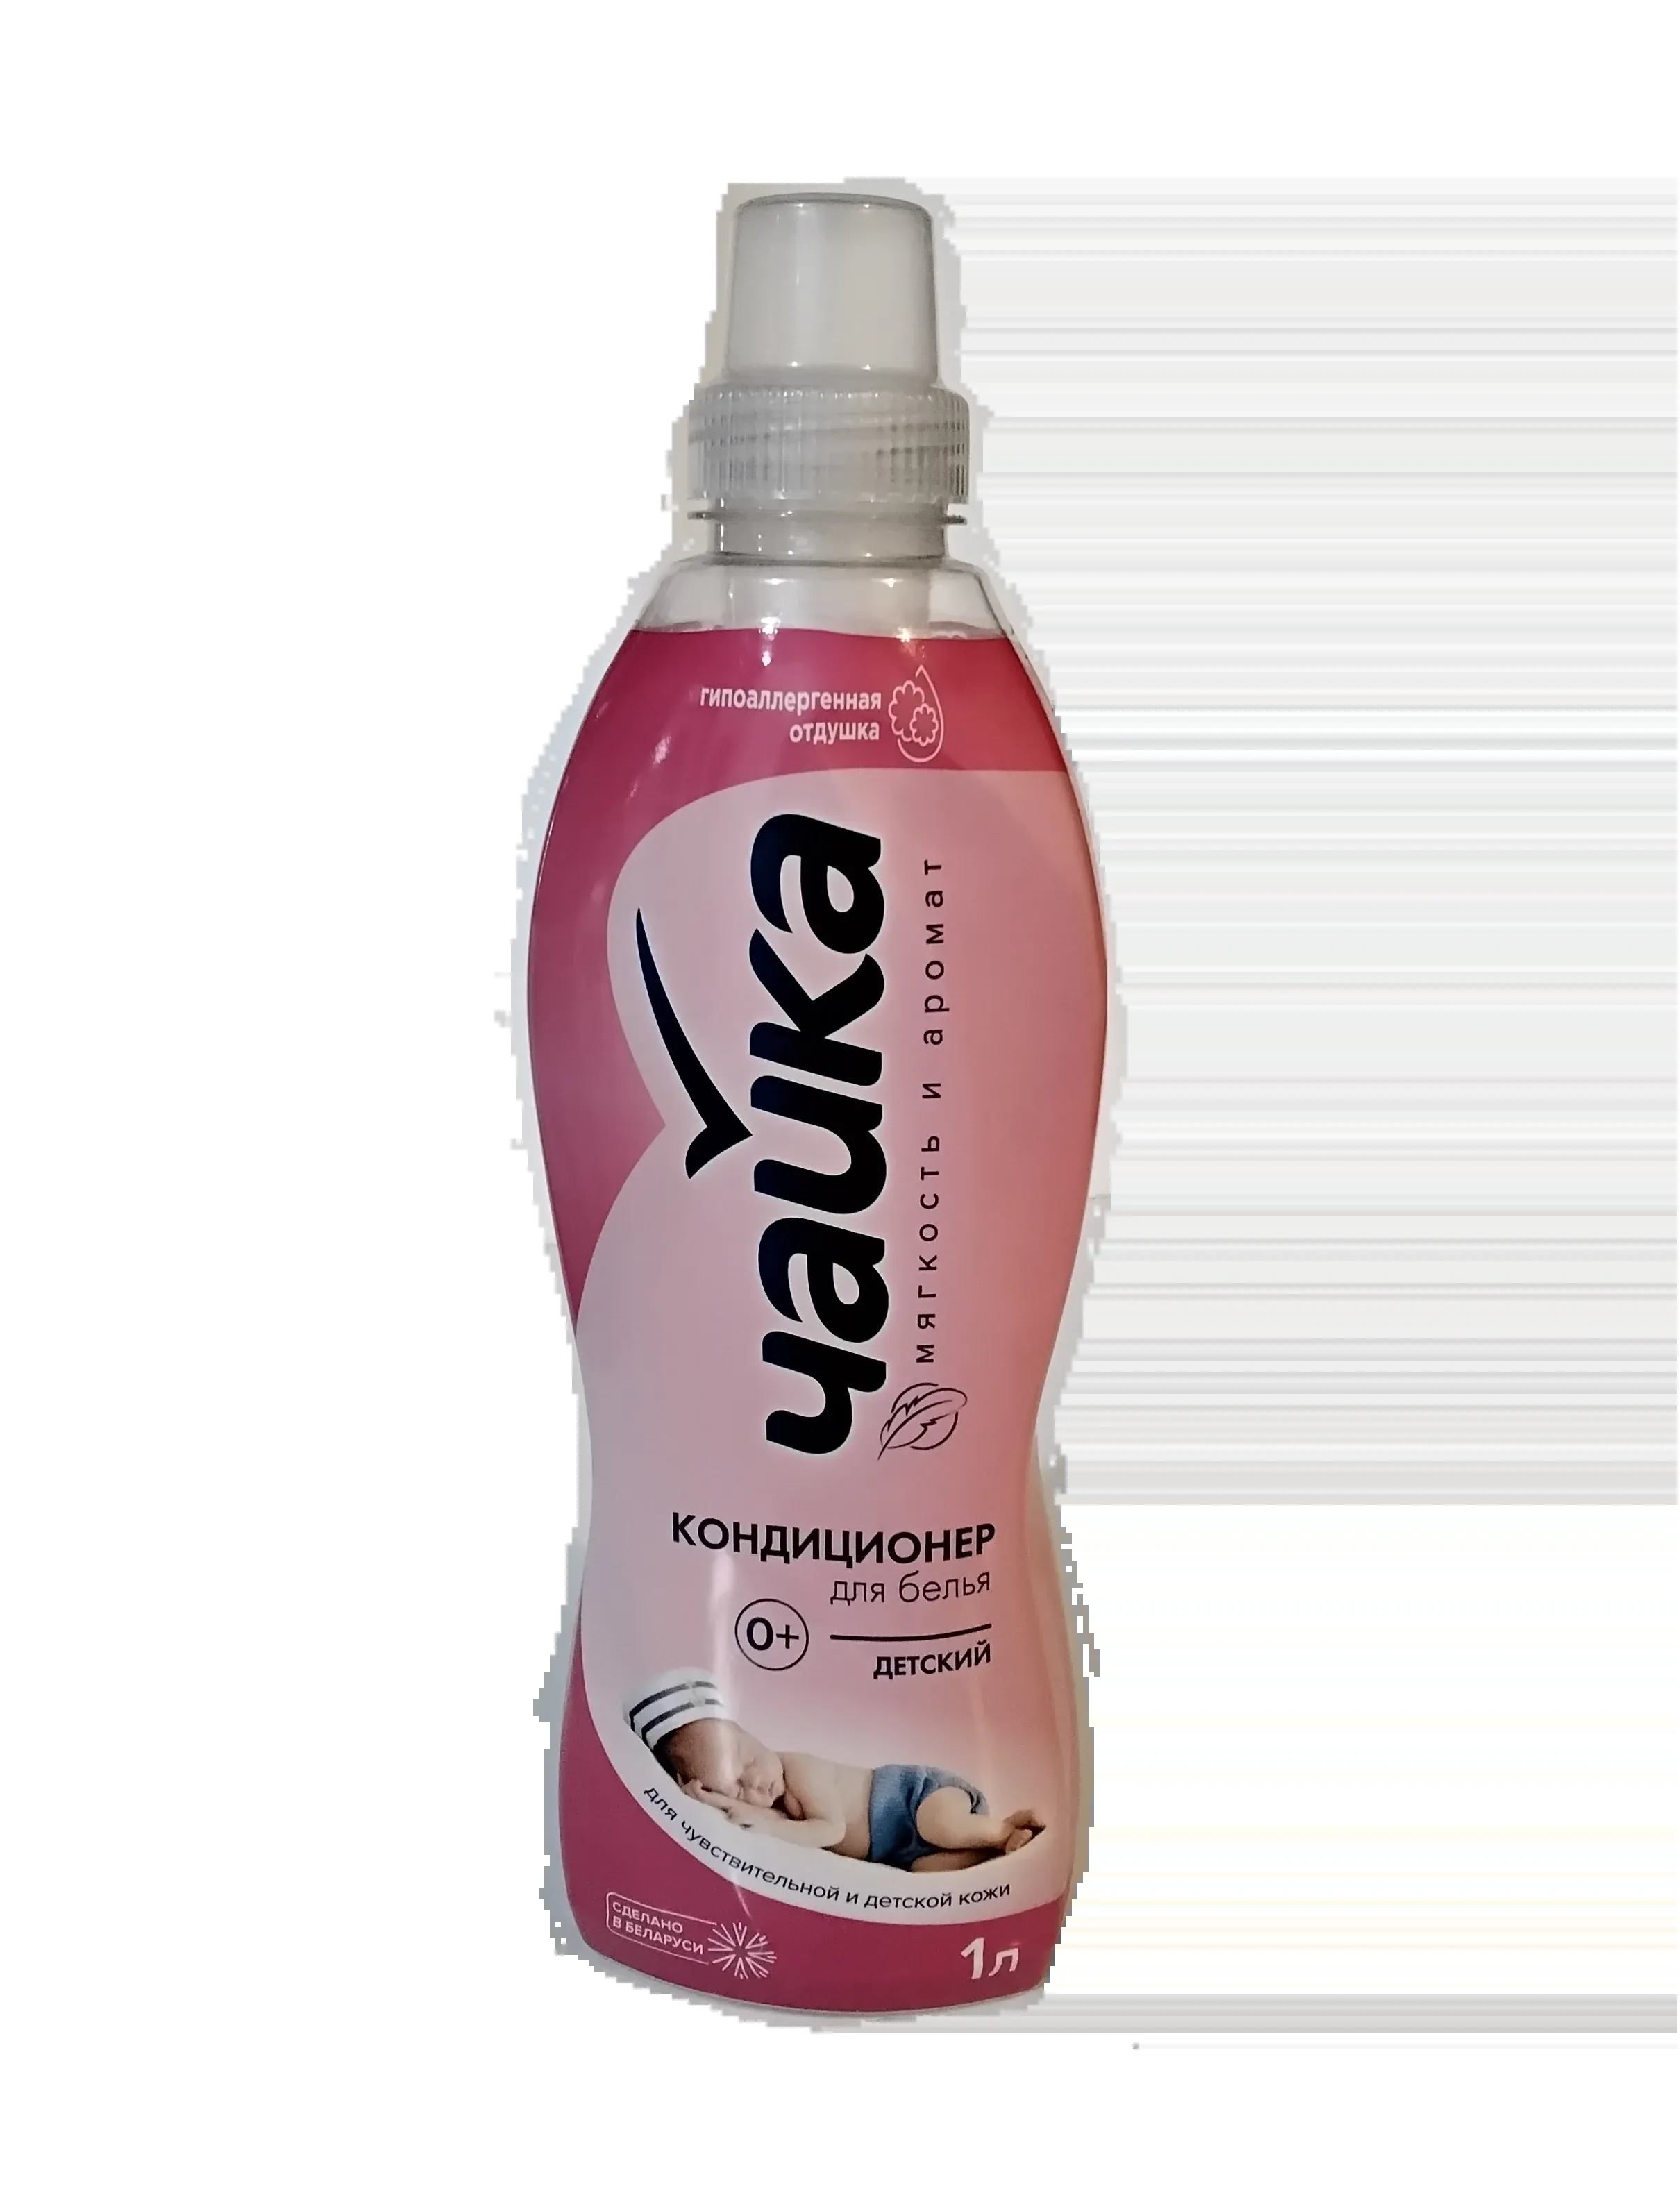 гипоаллергенная
отдушка
чайка
мягкость и аромат
КОНДИЦИОНЕР
для белья
0+
ДЕТСКИЙ
для чувствительной и детской кожи
СДЕЛАНО
В БЕЛАРУСИ
1л